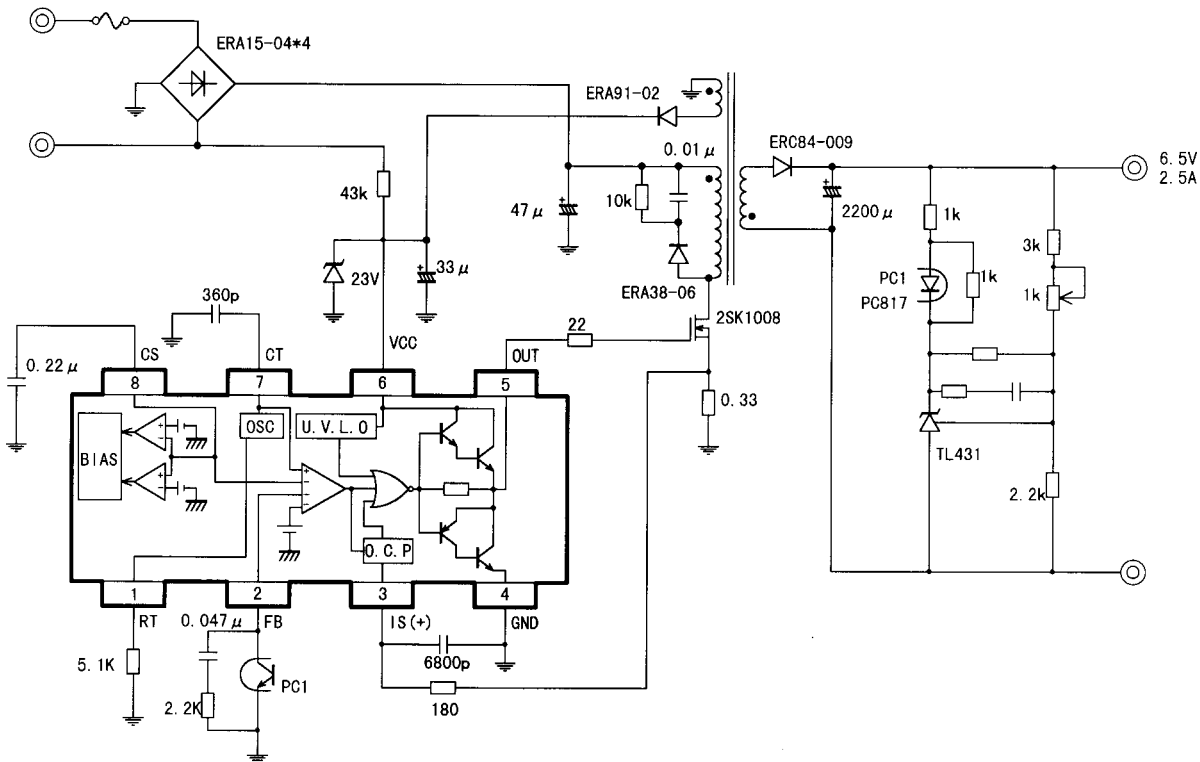 ERA15-04*4
ERA91-02
0.01μ
ERC84-009
6.5V
2.5A
43k
47μ
10k
2200μ
1k
3k
23V
33μ
PC1
PC817
1k
1k
360p
ERA38-06
2SK1008
22
0.22μ
CS
CT
VCC
OUT
8
7
6
5
0.33
BIAS
OSC
U.V.L.O
TL431
2.2k
O.C.P
1
2
3
4
RT
0.047μ
FB
IS(+)
GND
5.1K
6800p
2.2K
PC1
180